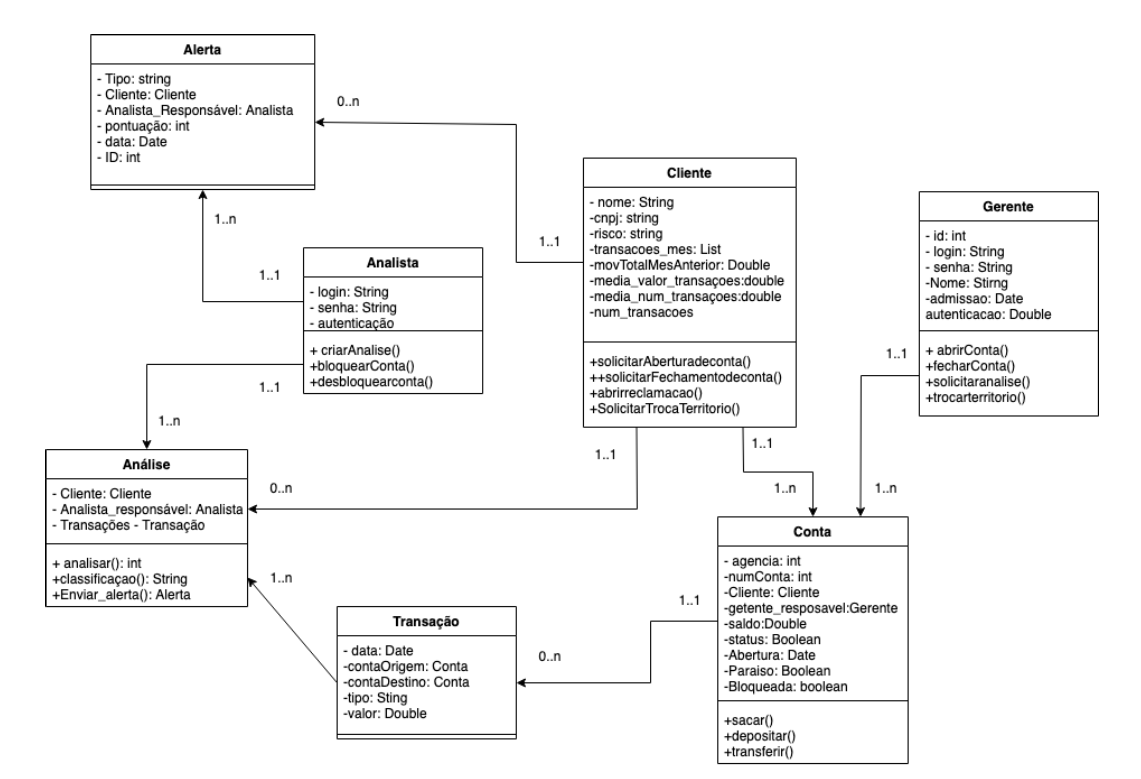 Alerta
- Tipo: string
- Cliente: Cliente
- Analista_Responsável: Analista
- pontuação: int
- data: Date
- ID: int
0..n
1..1
1..n
1..1
Analista
- login: String
- senha: String
- autenticação
+ criarAnalise()
+bloquearConta()
+desbloquearconta()
1..1
1..n
Cliente
- nome: String
-cnpj: string
-risco: string
-transacões_mes: List
-movTotalMesAnterior: Double
-media_valor_transaçoes:double
-media_num_transaçoes:double
-num_transacoes
+solicitarAberturadeconta()
++solicitarFechamentodeconta()
+abrirreclamacao()
+SolicitarTrocaTerritorio()
Gerente
- id: int
- login: String
- senha: String
-Nome: Stirng
-admissao: Date
autenticacao: Double
+ abrirConta()
+fecharConta()
+solicitaranalise()
+trocarterritorio()
1..1
1..n
1..1
1..n
1..1
0..n
Análise
- Cliente: Cliente
- Analista_responsável: Analista
- Transações - Transação
+ analisar(): int
+classificaçao(): String
+Enviar_alerta(): Alerta
1..n
Transação
- data: Date
-contaOrigem: Conta
-contaDestino: Conta
-tipo: Sting
-valor: Double
0..n
1..1
Conta
- agencia: int
-numConta: int
-Cliente: Cliente
-getente_resposavel:Gerente
-saldo:Double
-status: Boolean
-Abertura: Date
-Paraiso: Boolean
-Bloqueada: boolean
+sacar()
+depositar()
+transferir()